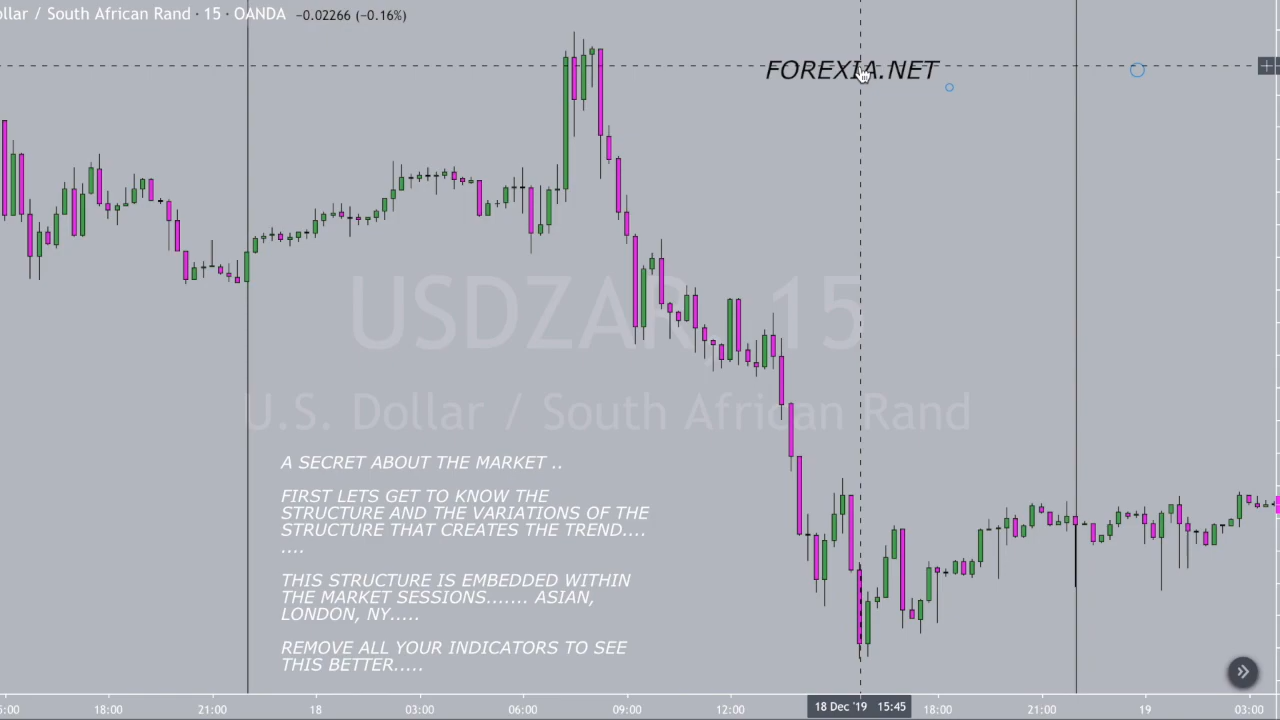 ollar / South African Rand · 15 · OANDA −0.02266 (−0.16%)
FOREXIA.NET
USDZAR, 15
U.S. Dollar / South African Rand
A SECRET ABOUT THE MARKET ..
FIRST LETS GET TO KNOW THE
STRUCTURE AND THE VARIATIONS OF THE
STRUCTURE THAT CREATES THE TREND....
....
THIS STRUCTURE IS EMBEDDED WITHIN
THE MARKET SESSIONS....... ASIAN,
LONDON, NY.....
REMOVE ALL YOUR INDICATORS TO SEE
THIS BETTER.....
5:00 18:00 21:00 18 03:00 06:00 09:00 12:00 18 Dec '19 15:45 18:00 21:00 19 03:00